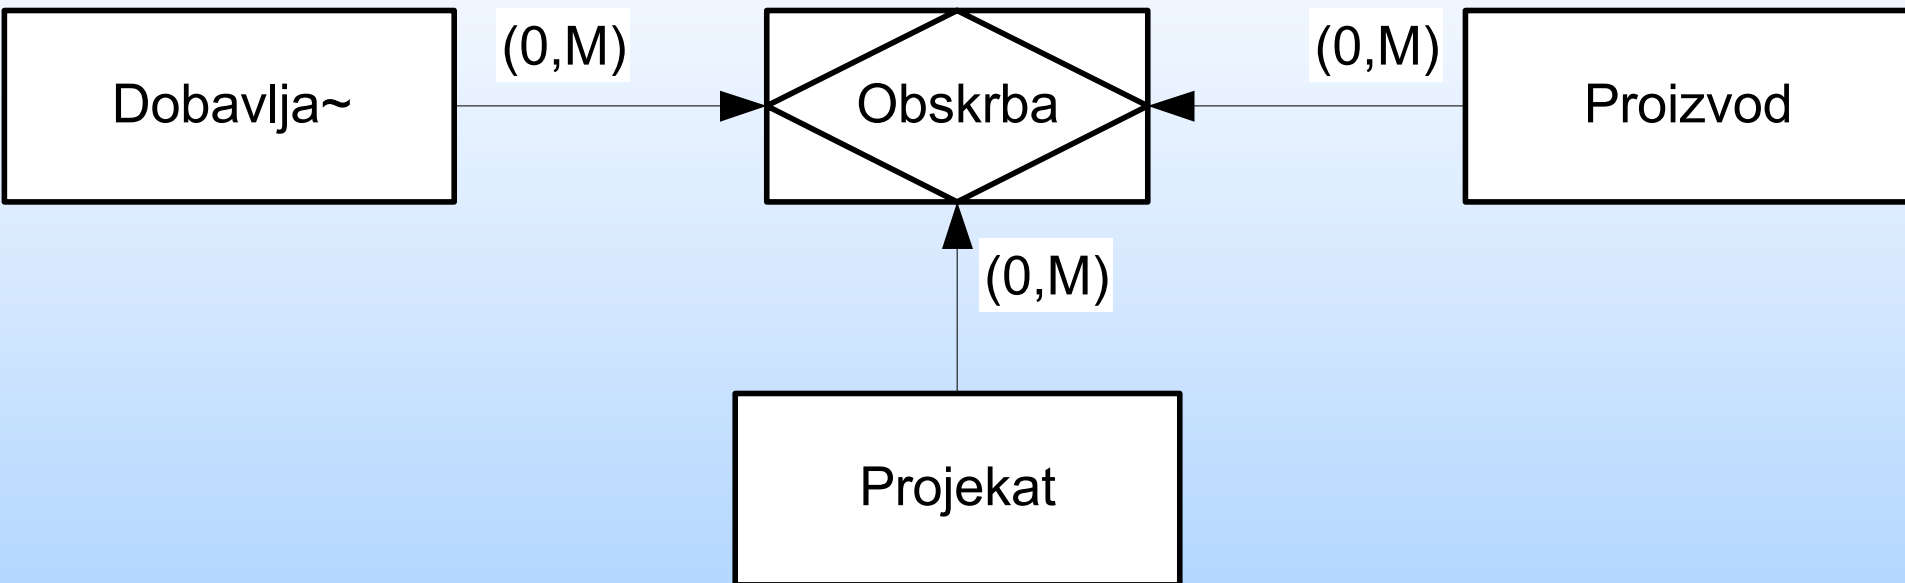 Dobavlja~
(0,M)
Obskrba
(0,M)
Proizvod
(0,M)
Projekat